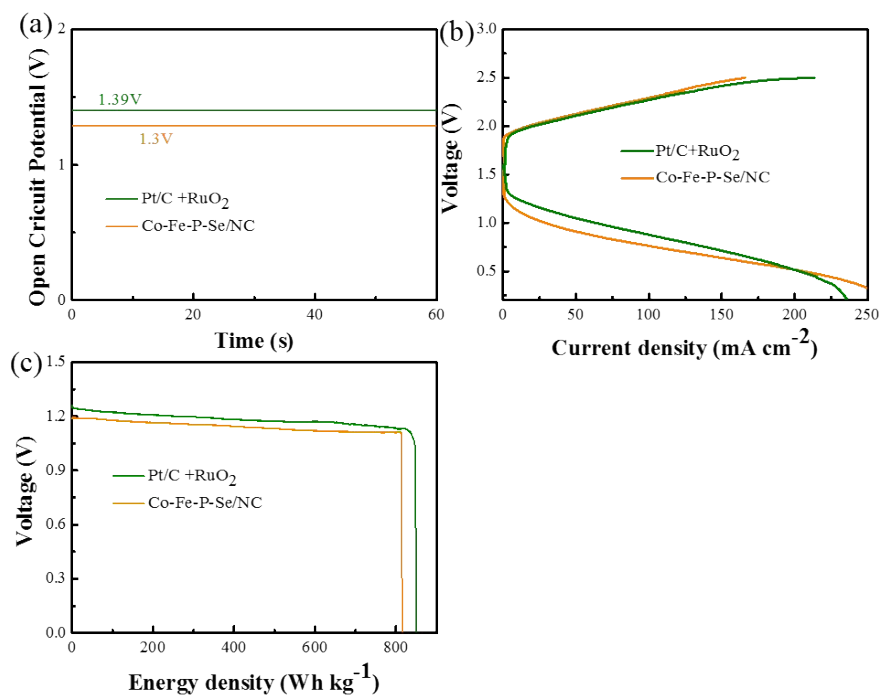 (a)
2
1
0
Open Cricuit Potential (V)
1.39V
1.3V
Pt/C +RuO2
Co-Fe-P-Se/NC
0 20 40 60
Time (s)
(b)
3.0
2.5
2.0
1.5
1.0
0.5
Voltage (V)
Pt/C+RuO2
Co-Fe-P-Se/NC
0 50 100 150 200 250
Current density (mA cm-2)
(c)
1.5
1.2
0.9
0.6
0.3
0.0
Voltage (V)
Pt/C +RuO2
Co-Fe-P-Se/NC
0 200 400 600 800
Energy density (Wh kg-1)